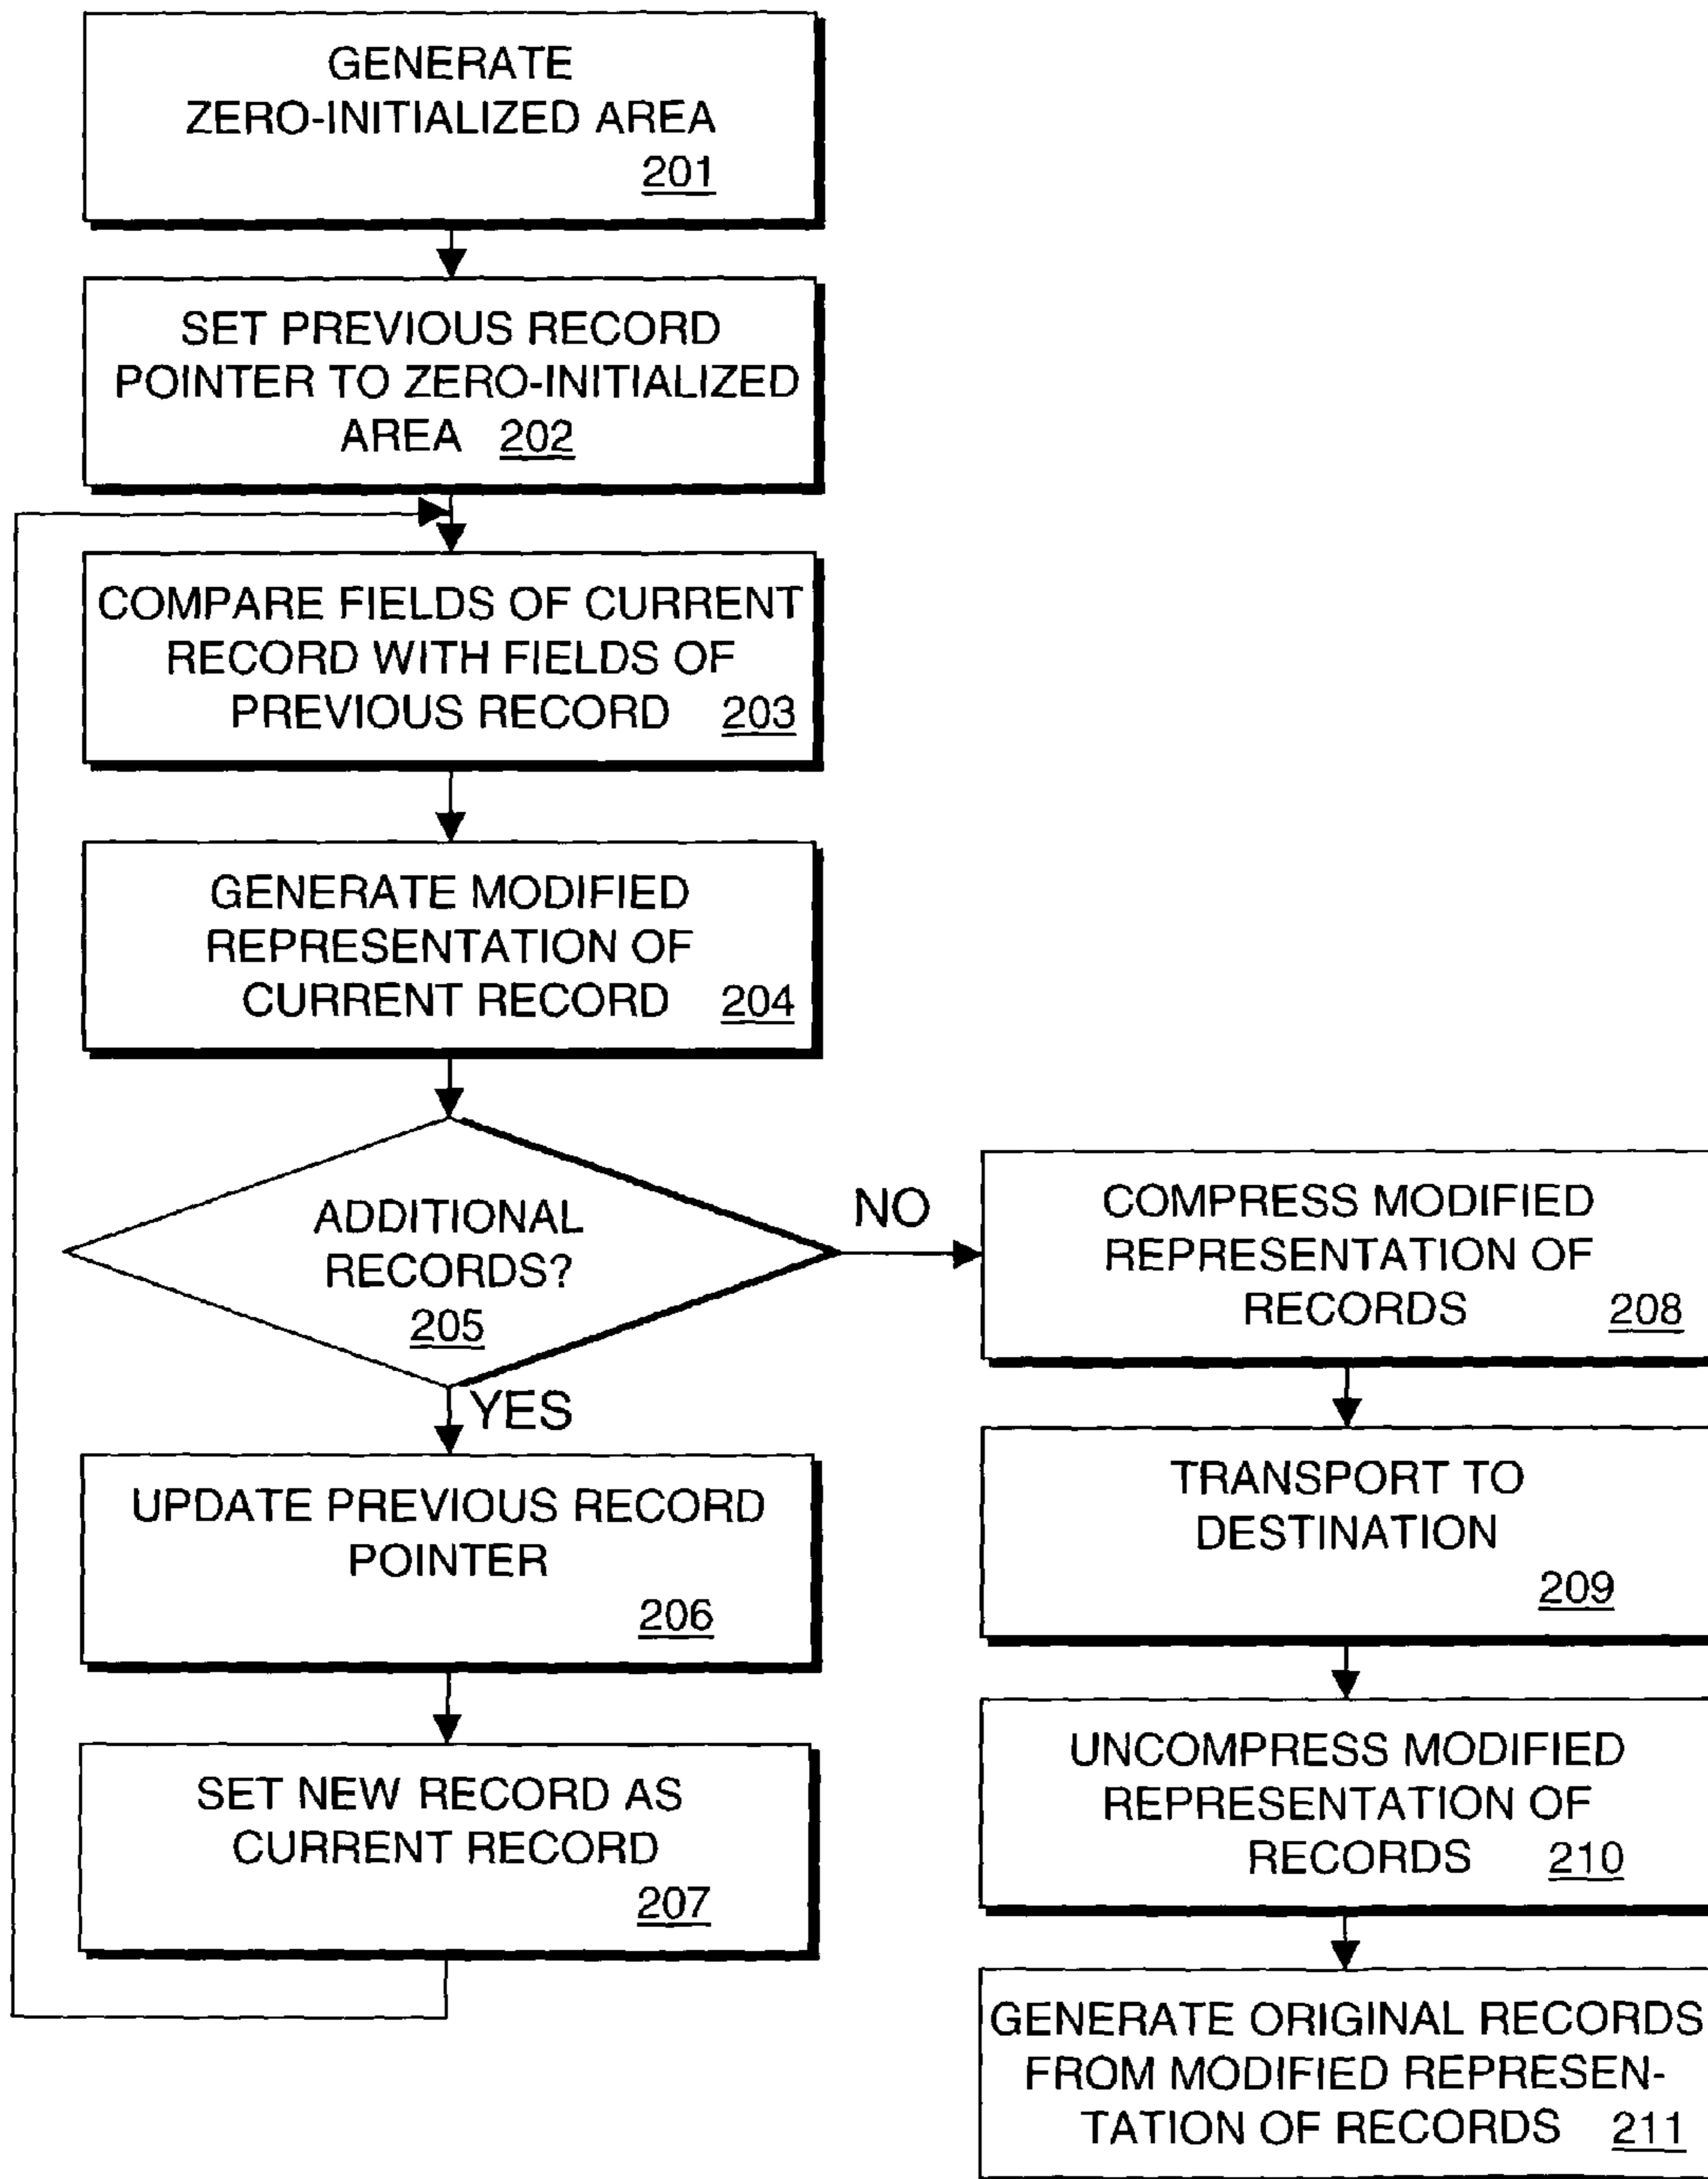 GENERATE
ZERO-INITIALIZED AREA
201
SET PREVIOUS RECORD
POINTER TO ZERO-INITIALIZED
AREA 202
COMPARE FIELDS OF CURRENT
RECORD WITH FIELDS OF
PREVIOUS RECORD 203
GENERATE MODIFIED
REPRESENTATION OF
CURRENT RECORD 204
ADDITIONAL
RECORDS?
205
YES
UPDATE PREVIOUS RECORD
POINTER
206
SET NEW RECORD AS
CURRENT RECORD
207
NO
COMPRESS MODIFIED
REPRESENTATION OF
RECORDS 208
TRANSPORT TO
DESTINATION
209
UNCOMPRESS MODIFIED
REPRESENTATION OF
RECORDS 210
GENERATE ORIGINAL RECORDS
FROM MODIFIED REPRESEN-
TATION OF RECORDS 211